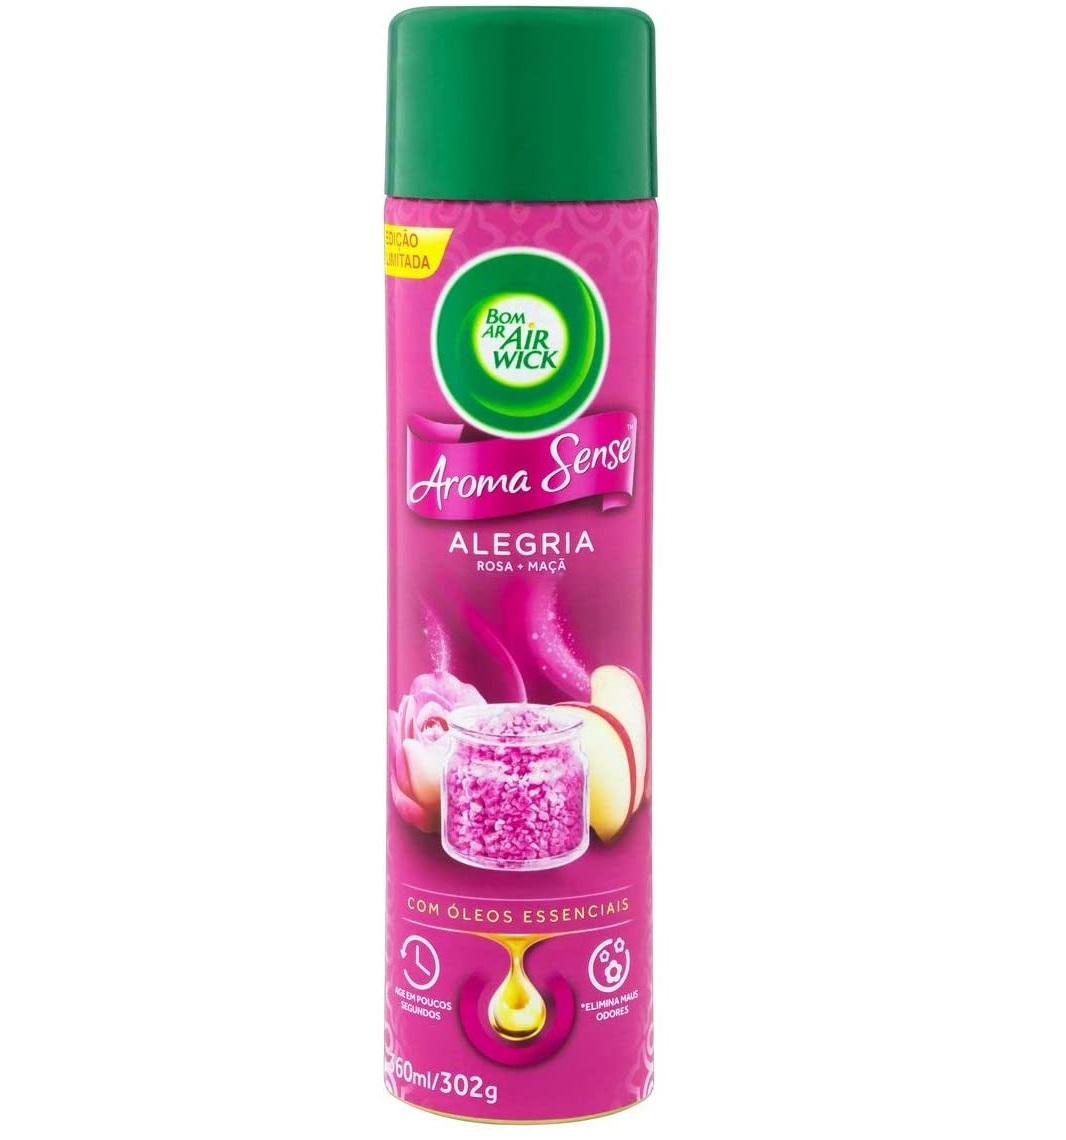 EDIÇÃO
LIMITADA
BOM
AR AIR
WICK
Aroma Sense™
ALEGRIA
ROSA + MAÇÃ
COM ÓLEOS ESSENCIAIS
AGE EM POUCOS
SEGUNDOS
*ELIMINA MAUS
ODORES
360ml/302g